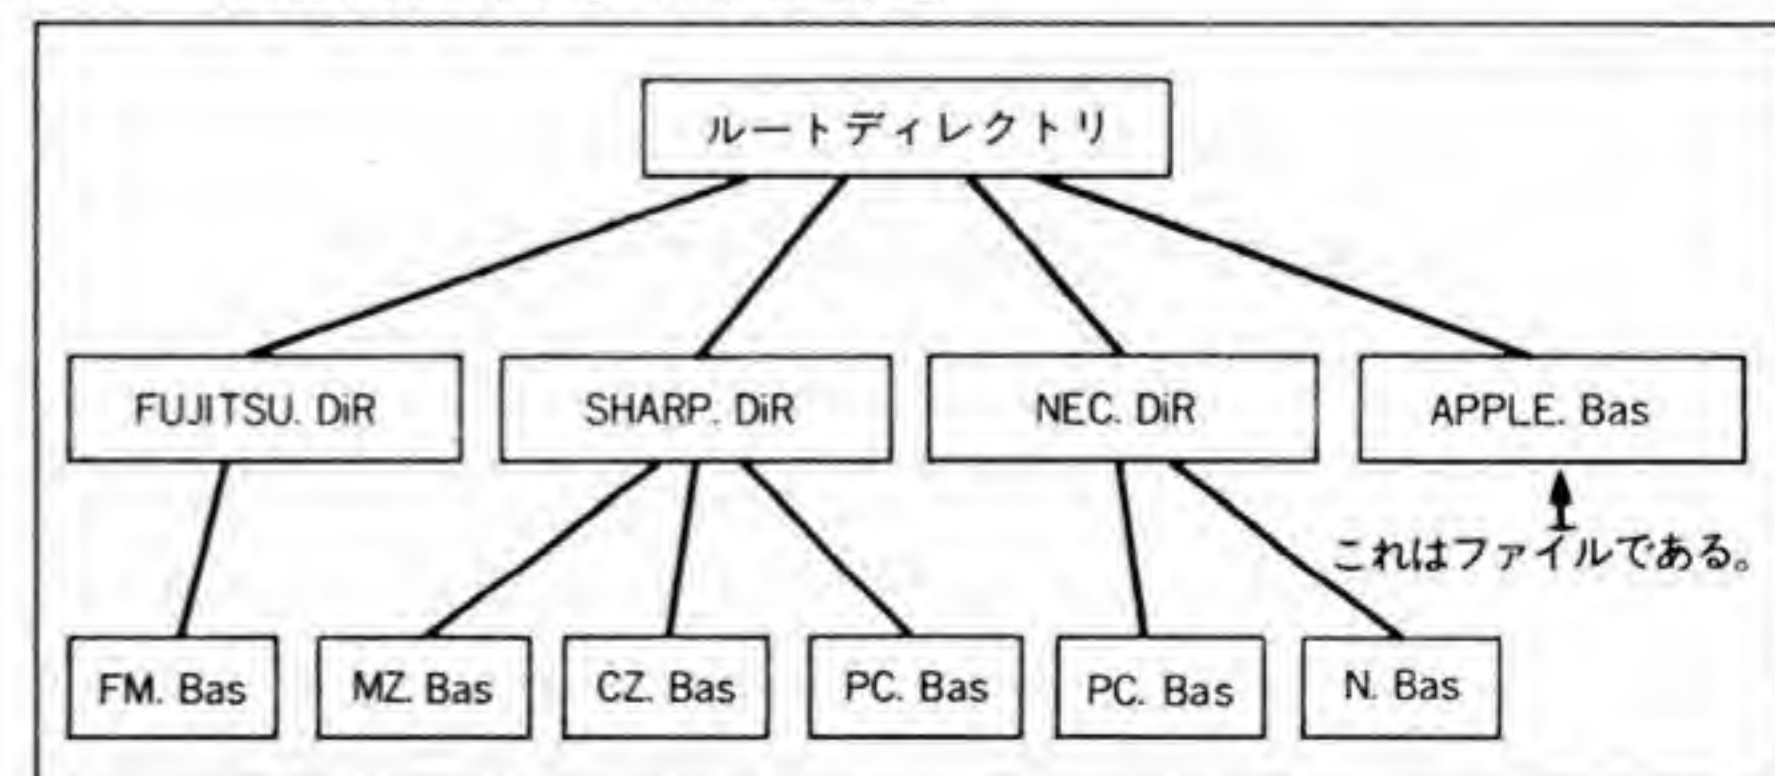 ルートディレクトリ
FUJITSU. DiR
SHARP. DiR
NEC. DiR
APPLE. Bas
これはファイルである。
FM. Bas
MZ. Bas
CZ. Bas
PC. Bas
PC. Bas
N. Bas